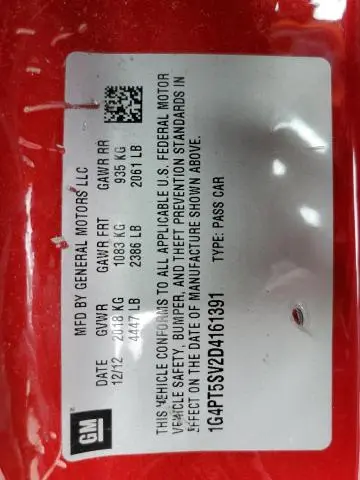 GM
MFD BY GENERAL MOTORS LLC
DATE GVWR GAWR FRT GAWR RR
12/12 2018 KG 1083 KG 935 KG
4447 LB 2386 LB 2061 LB
THIS VEHICLE CONFORMS TO ALL APPLICABLE U.S. FEDERAL MOTOR
VEHICLE SAFETY, BUMPER, AND THEFT PREVENTION STANDARDS IN
EFFECT ON THE DATE OF MANUFACTURE SHOWN ABOVE.
1G4PT5SV2D4161391 TYPE: PASS CAR